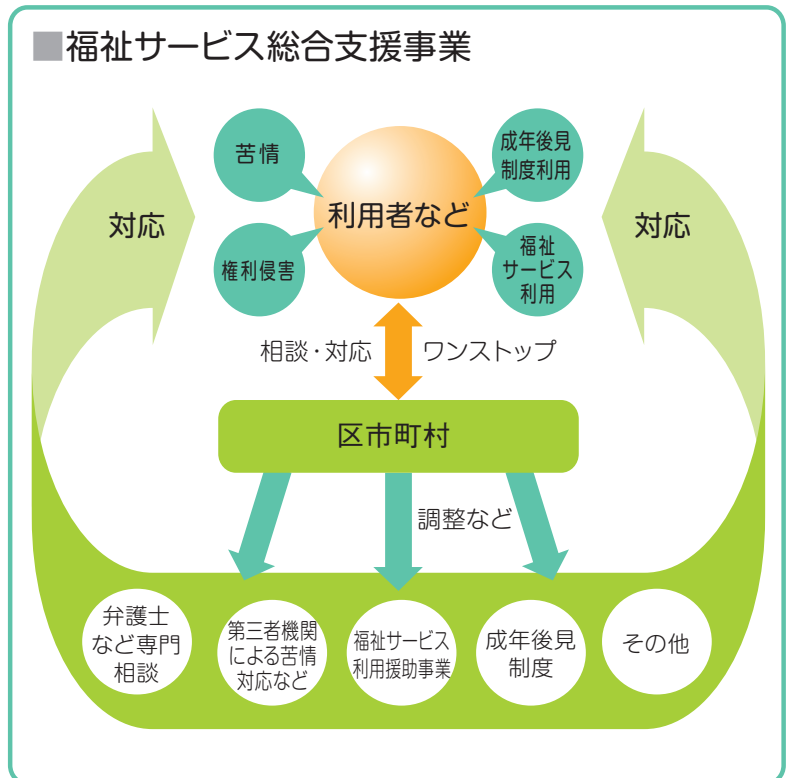 ■福祉サービス総合支援事業
苦情
成年後見
制度利用
対応
利用者など
対応
権利侵害
福祉
サービス
利用
相談・対応
ワンストップ
区市町村
調整など
弁護士
など専門
相談
第三者機関
による苦情
対応など
福祉サービス
利用援助事業
成年後見
制度
その他